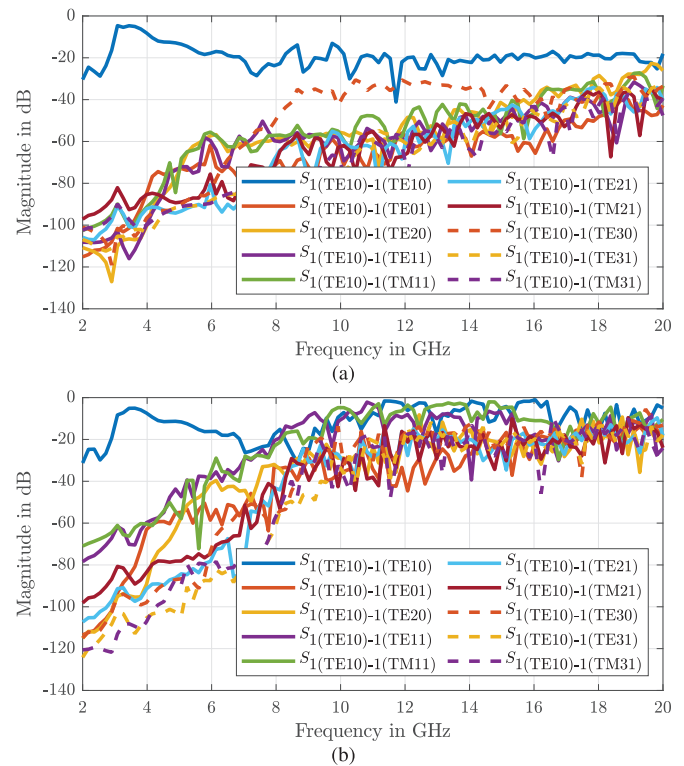 0
-20
-40
-60
-80
-100
-120
-140
Magnitude in dB
S1(TE10)-1(TE10)
S1(TE10)-1(TE01)
S1(TE10)-1(TE20)
S1(TE10)-1(TE11)
S1(TE10)-1(TM11)
S1(TE10)-1(TE21)
S1(TE10)-1(TM21)
S1(TE10)-1(TE30)
S1(TE10)-1(TE31)
S1(TE10)-1(TM31)
2 4 6 8 10 12 14 16 18 20
Frequency in GHz
(a)
0
-20
-40
-60
-80
-100
-120
-140
Magnitude in dB
S1(TE10)-1(TE10)
S1(TE10)-1(TE01)
S1(TE10)-1(TE20)
S1(TE10)-1(TE11)
S1(TE10)-1(TM11)
S1(TE10)-1(TE21)
S1(TE10)-1(TM21)
S1(TE10)-1(TE30)
S1(TE10)-1(TE31)
S1(TE10)-1(TM31)
2 4 6 8 10 12 14 16 18 20
Frequency in GHz
(b)